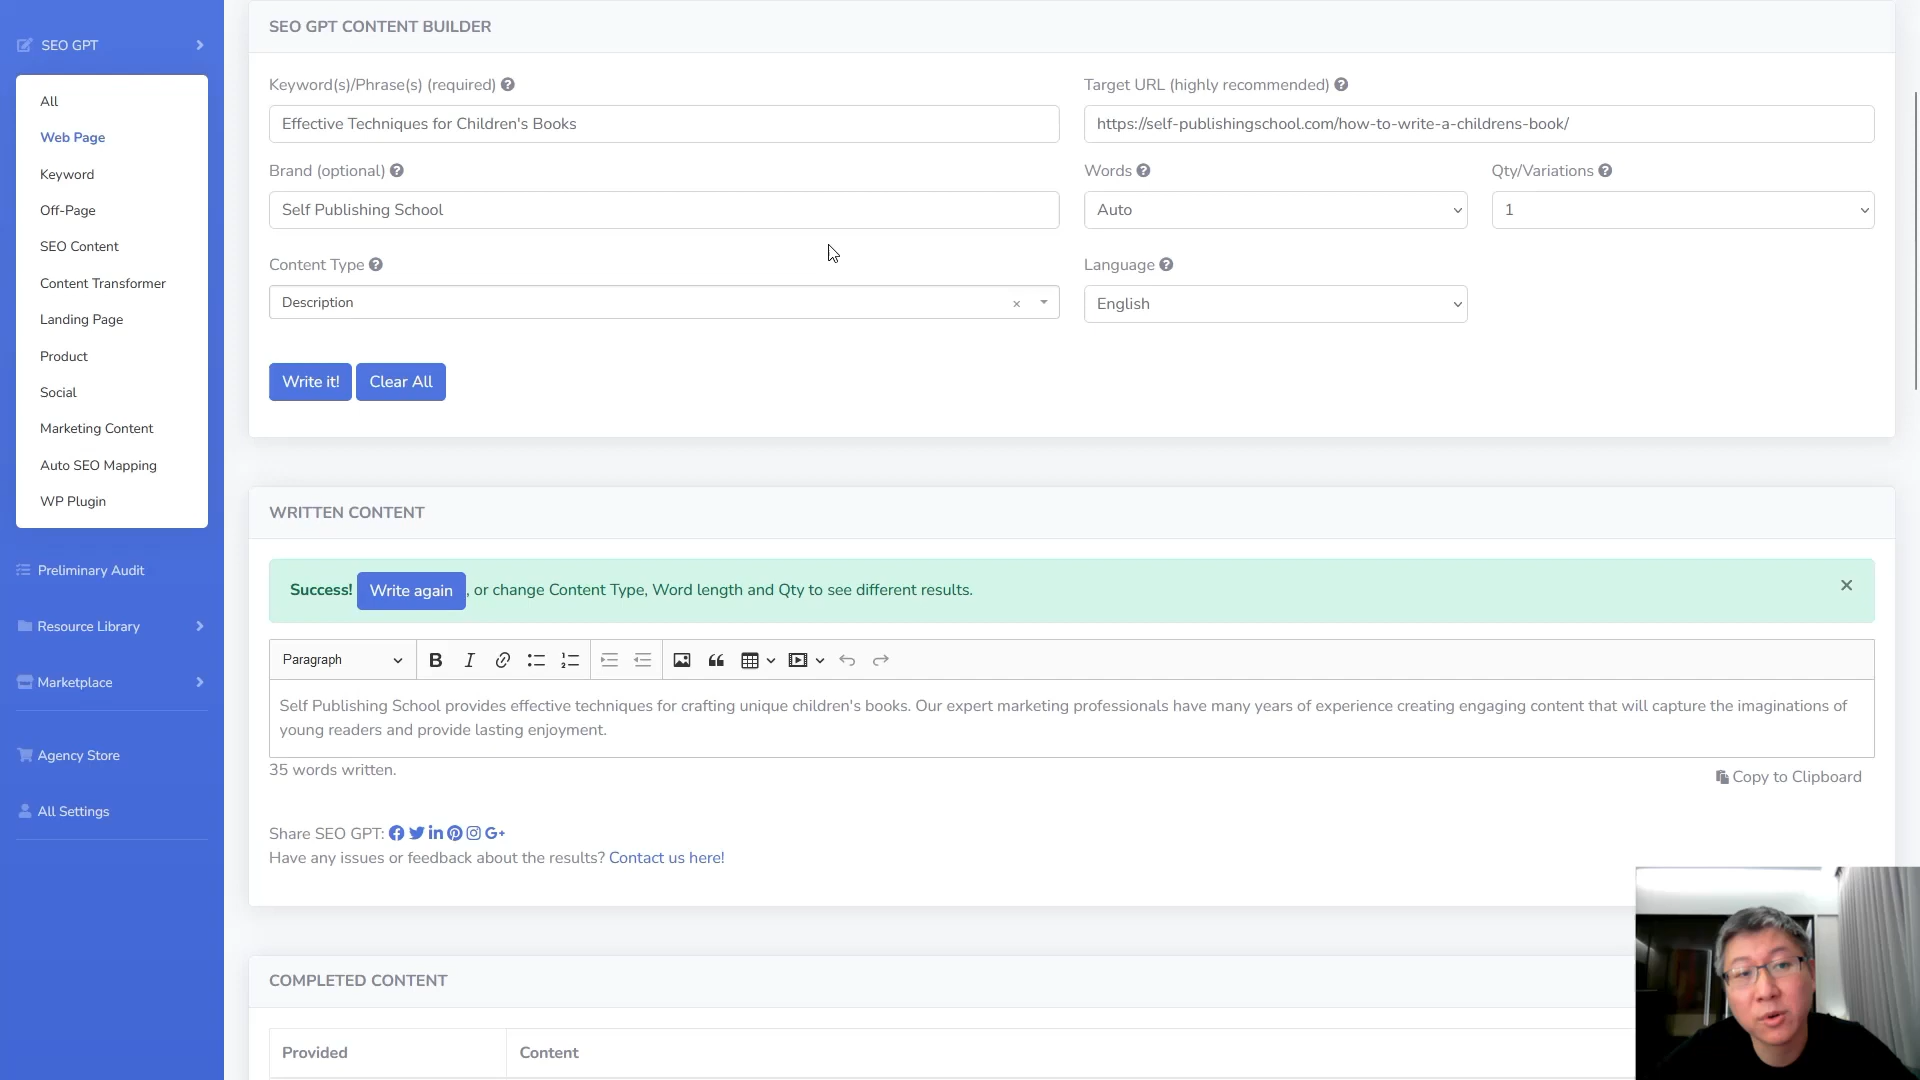 SEO GPT
All
Web Page
Keyword
Off-Page
SEO Content
Content Transformer
Landing Page
Product
Social
Marketing Content
Auto SEO Mapping
WP Plugin
Preliminary Audit
Resource Library
Marketplace
Agency Store
All Settings
SEO GPT CONTENT BUILDER
Keyword(s)/Phrase(s) (required)
Effective Techniques for Children's Books
Target URL (highly recommended)
https://self-publishingschool.com/how-to-write-a-childrens-book/
Brand (optional)
Self Publishing School
Words
Auto
Qty/Variations
1
Content Type
Description
Language
English
Write it!
Clear All
WRITTEN CONTENT
Success! Write again , or change Content Type, Word length and Qty to see different results.
Paragraph
Self Publishing School provides effective techniques for crafting unique children's books. Our expert marketing professionals have many years of experience creating engaging content that will capture the imaginations of
young readers and provide lasting enjoyment.
35 words written.
Copy to Clipboard
Share SEO GPT:
Have any issues or feedback about the results? Contact us here!
COMPLETED CONTENT
Provided
Content